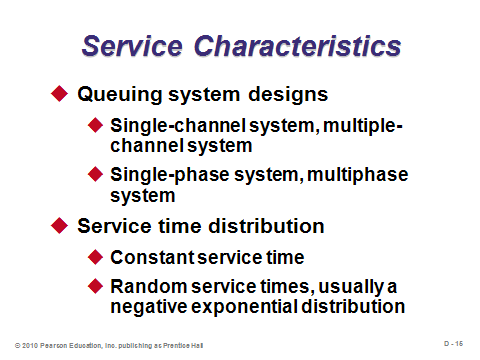 Service Characteristics
Queuing system designs
Single-channel system, multiple-
channel system
Single-phase system, multiphase
system
Service time distribution
Constant service time
Random service times, usually a
negative exponential distribution
© 2010 Pearson Education, Inc. publishing as Prentice Hall
D - 15